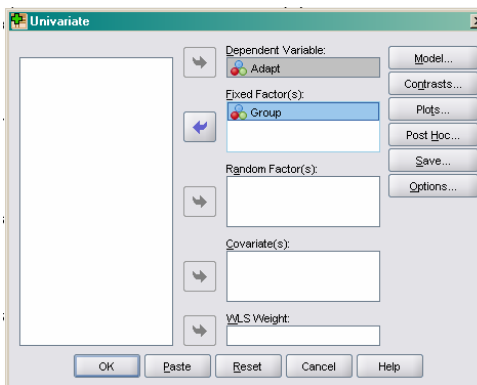 Univariate
Dependent Variable:
Adapt
Fixed Factor(s):
Group
Random Factor(s):
Covariate(s):
WLS Weight:
Model...
Contrasts...
Plots...
Post Hoc...
Save...
Options...
OK
Paste
Reset
Cancel
Help